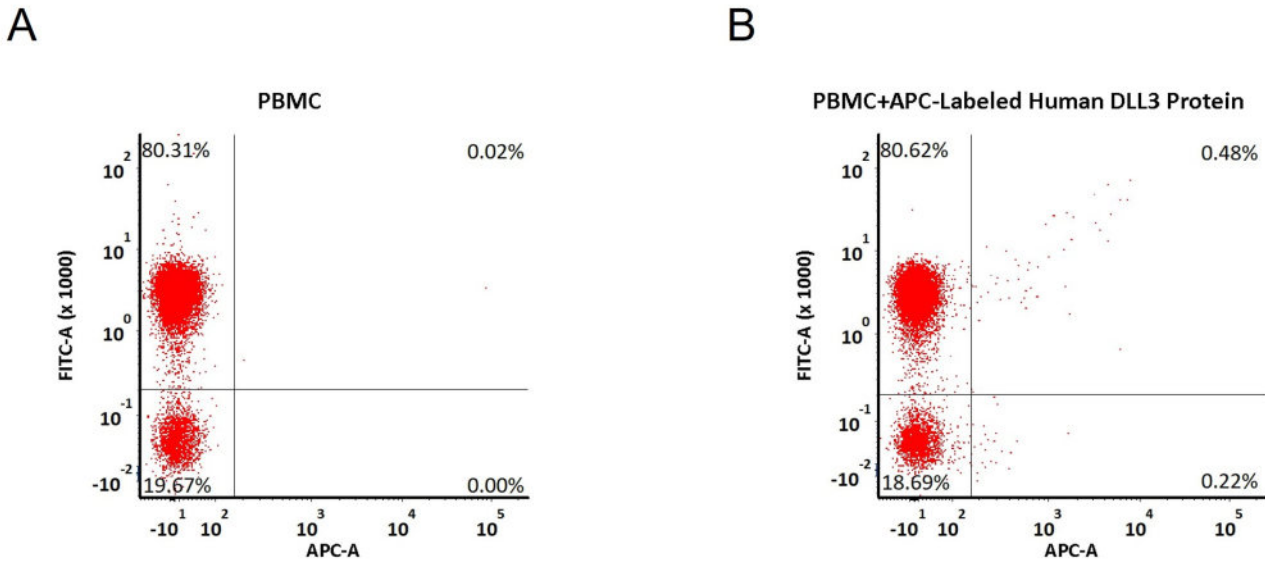 A
PBMC
80.31%
0.02%
10^2
10^1
10^0
10^-1
-10^-2
FITC-A (x 1000)
19.67%
0.00%
-10^1 10^2 10^3 10^4 10^5
APC-A
B
PBMC+APC-Labeled Human DLL3 Protein
80.62%
0.48%
10^2
10^1
10^0
10^-1
-10^-2
FITC-A (x 1000)
18.69%
0.22%
-10^1 10^2 10^3 10^4 10^5
APC-A